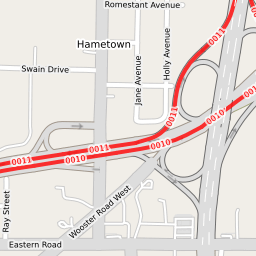 Romestant Avenue
Hametown
Swain Drive
Jane Avenue
Holly Avenue
0011
0011
0010
0011
0010
0011
0010
0010
Ray Street
Wooster Road West
Eastern Road